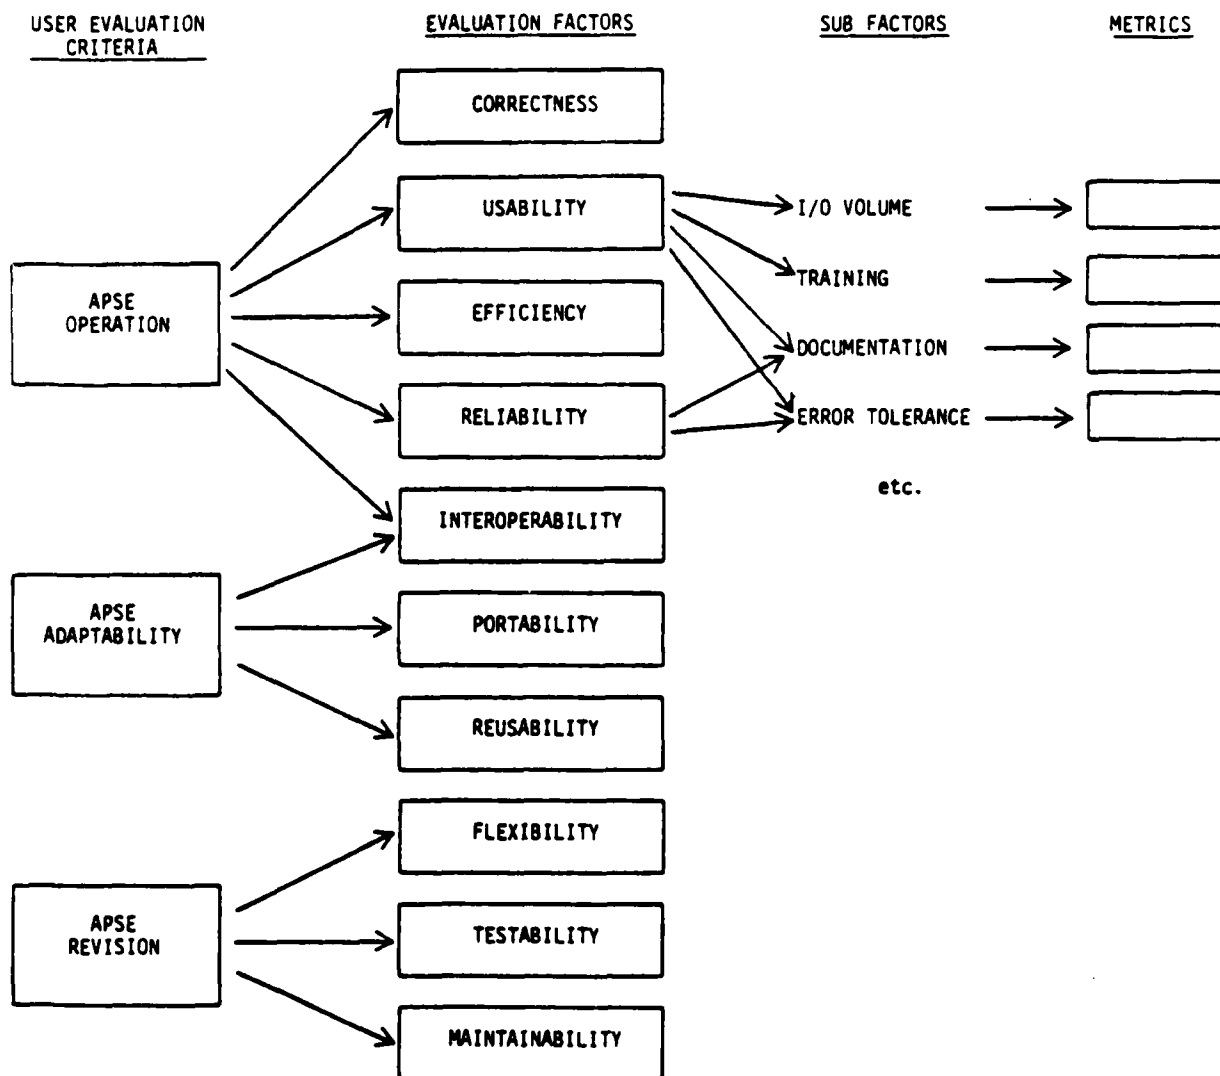 USER EVALUATION
CRITERIA
EVALUATION FACTORS
SUB FACTORS
METRICS
CORRECTNESS
USABILITY
I/O VOLUME
TRAINING
APSE
OPERATION
EFFICIENCY
DOCUMENTATION
RELIABILITY
ERROR TOLERANCE
etc.
INTEROPERABILITY
APSE
ADAPTABILITY
PORTABILITY
REUSABILITY
FLEXIBILITY
APSE
REVISION
TESTABILITY
MAINTAINABILITY